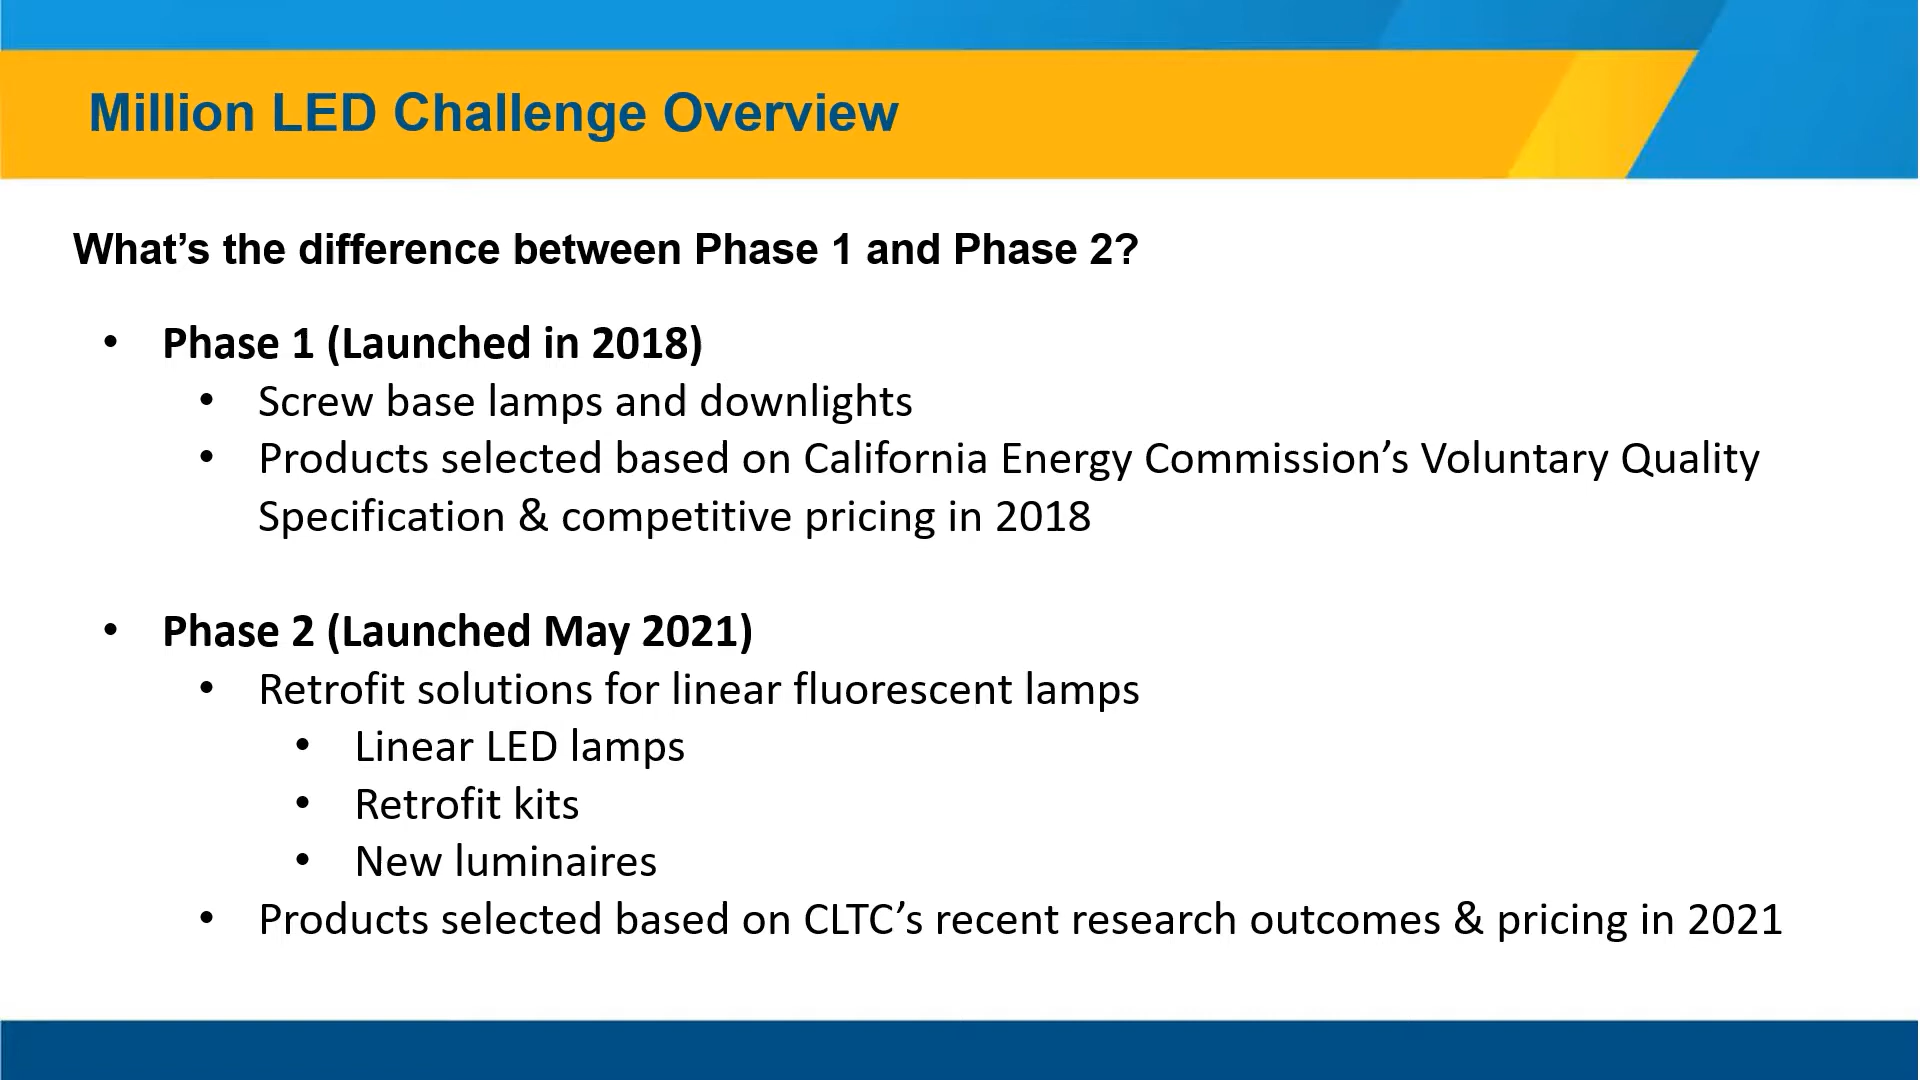 Million LED Challenge Overview
What’s the difference between Phase 1 and Phase 2?
• Phase 1 (Launched in 2018)
• Screw base lamps and downlights
• Products selected based on California Energy Commission’s Voluntary Quality
Specification & competitive pricing in 2018
• Phase 2 (Launched May 2021)
• Retrofit solutions for linear fluorescent lamps
• Linear LED lamps
• Retrofit kits
• New luminaires
• Products selected based on CLTC’s recent research outcomes & pricing in 2021